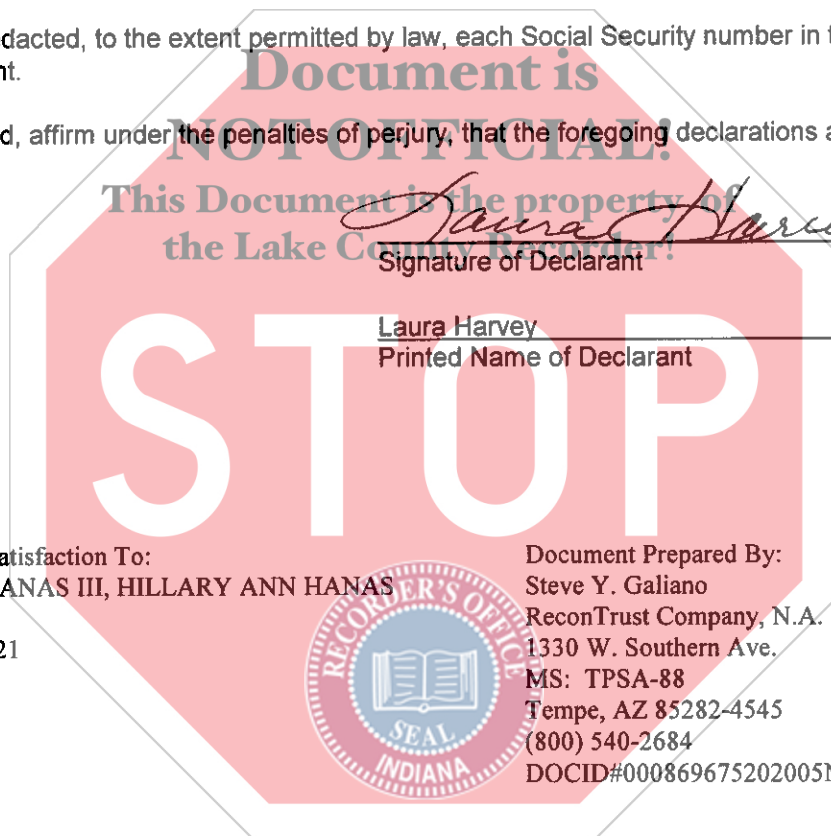 dacted, to the extent permitted by law, each Social Security number in t
nt.
Document is
d, affirm under the penalties of perjury, that the foregoing declarations a
NOT OFFICIAL!
This Document is the property of
the Lake County Recorder!
Laura Harve
Signature of Declarant
Laura Harvey
Printed Name of Declarant
STOP
atisfaction To:
ANAS III, HILLARY ANN HANAS
21
Document Prepared By:
Steve Y. Galiano
ReconTrust Company, N.A.
1330 W. Southern Ave.
MS: TPSA-88
Tempe, AZ 85282-4545
(800) 540-2684
DOCID#000869675202005N
RECORDER'S OFFICE
SEAL
INDIANA